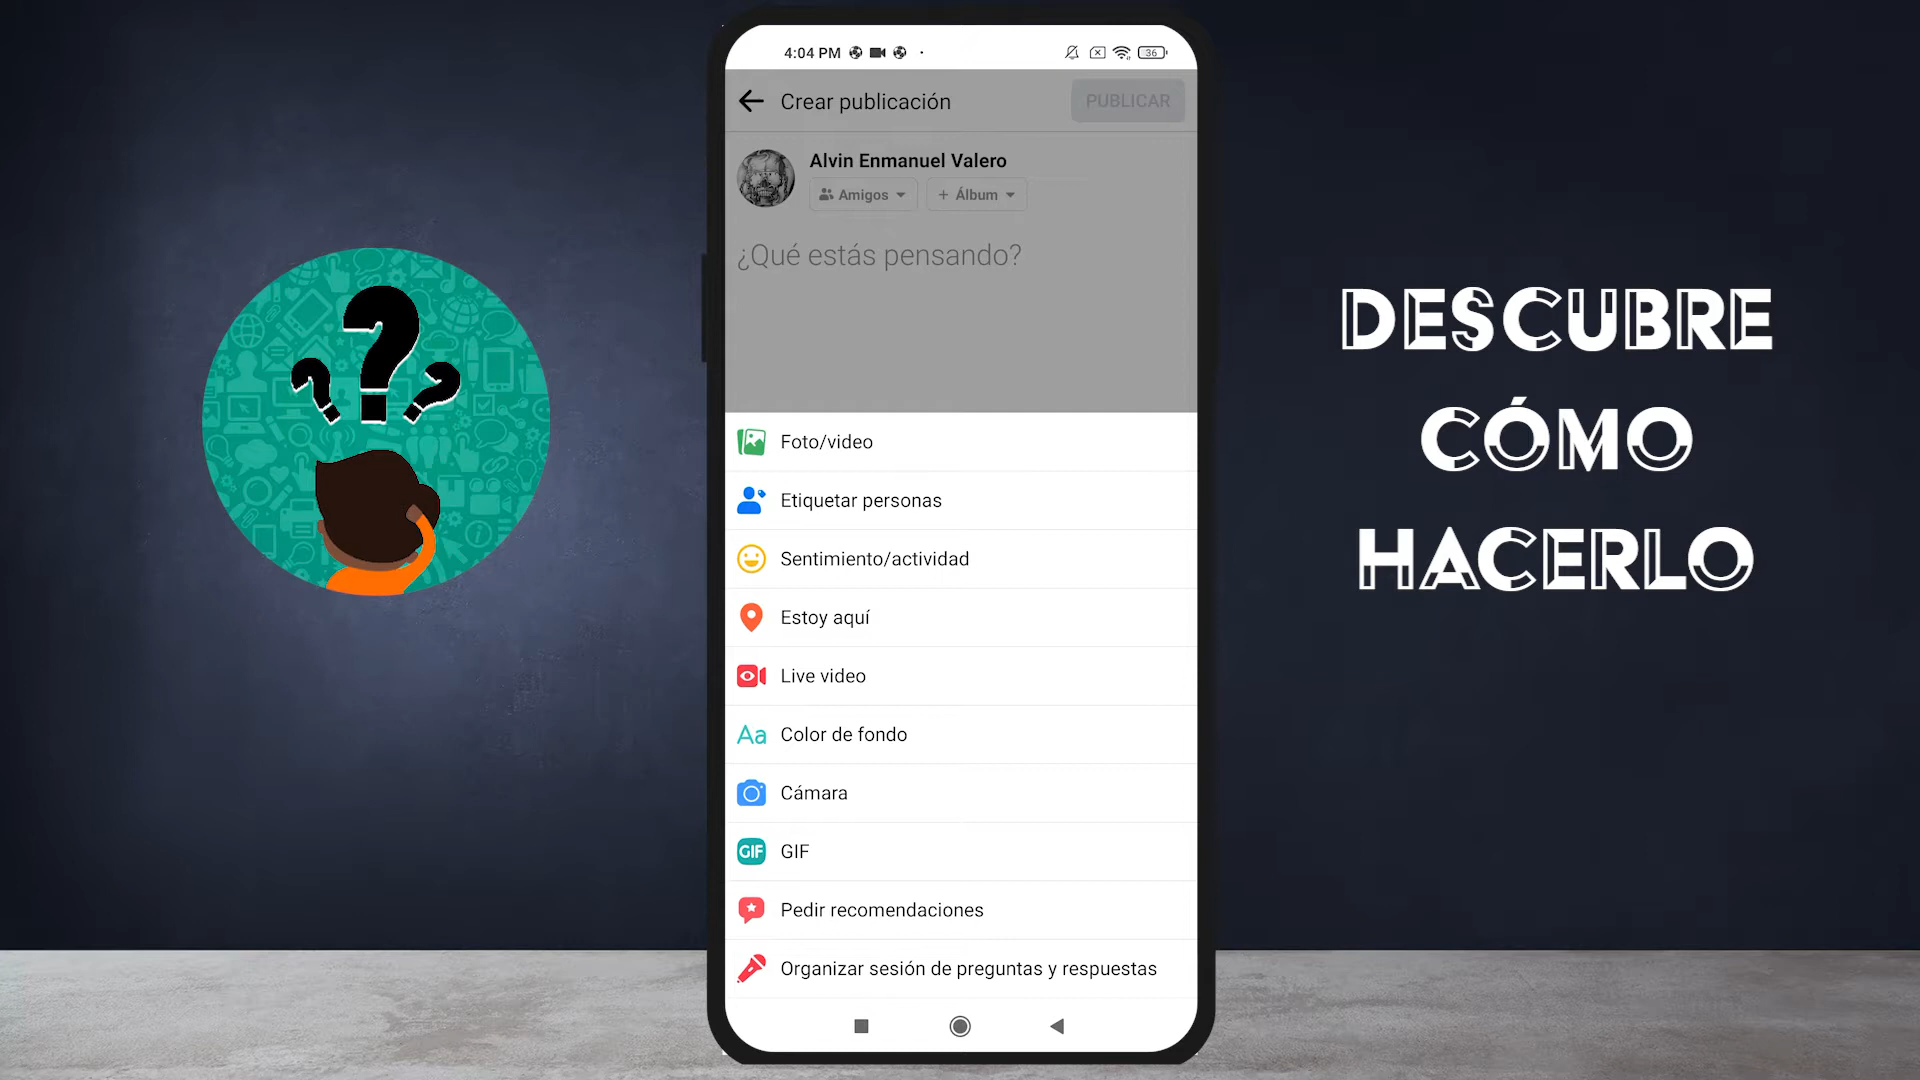 4:04 PM
36
Crear publicación
PUBLICAR
Alvin Enmanuel Valero
Amigos
+ Álbum
¿Qué estás pensando?
Foto/video
Etiquetar personas
Sentimiento/actividad
Estoy aquí
Live video
Aa Color de fondo
Cámara
GIF GIF
Pedir recomendaciones
Organizar sesión de preguntas y respuestas
DESCUBRE
CÓMO
HACERLO